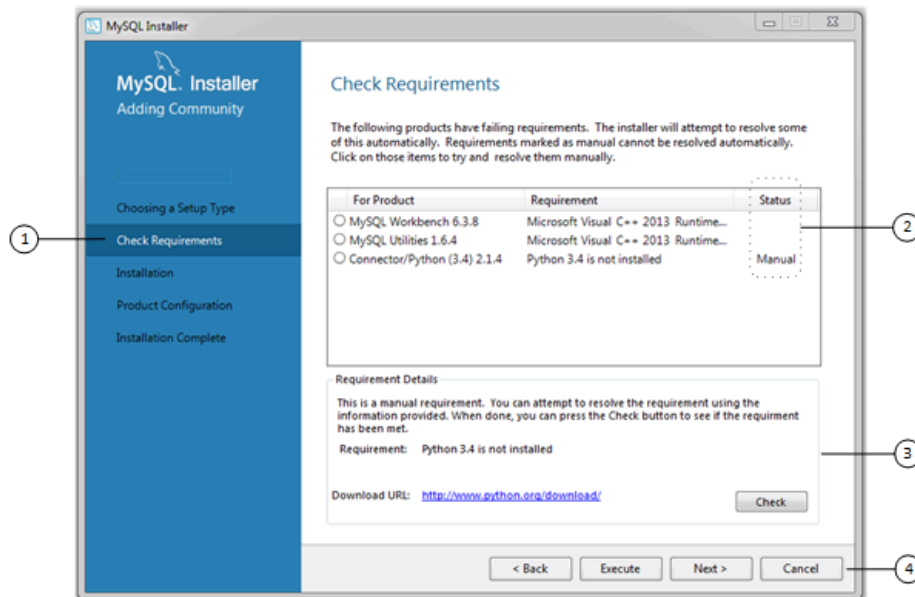 MySQL Installer
MySQL. Installer
Adding Community
Choosing a Setup Type
Check Requirements
Installation
Product Configuration
Installation Complete
Check Requirements
The following products have failing requirements. The installer will attempt to resolve some
of this automatically. Requirements marked as manual cannot be resolved automatically.
Click on those items to try and resolve them manually.
For Product Requirement Status
MySQL Workbench 6.3.8 Microsoft Visual C++ 2013 Runtime...
MySQL Utilities 1.6.4 Microsoft Visual C++ 2013 Runtime...
Connector/Python (3.4) 2.1.4 Python 3.4 is not installed Manual
Requirement Details
This is a manual requirement. You can attempt to resolve the requirement using the
information provided. When done, you can press the Check button to see if the requirment
has been met.
Requirement: Python 3.4 is not installed
Download URL: http://www.python.org/download/
Check
< Back Execute Next > Cancel
1
2
3
4